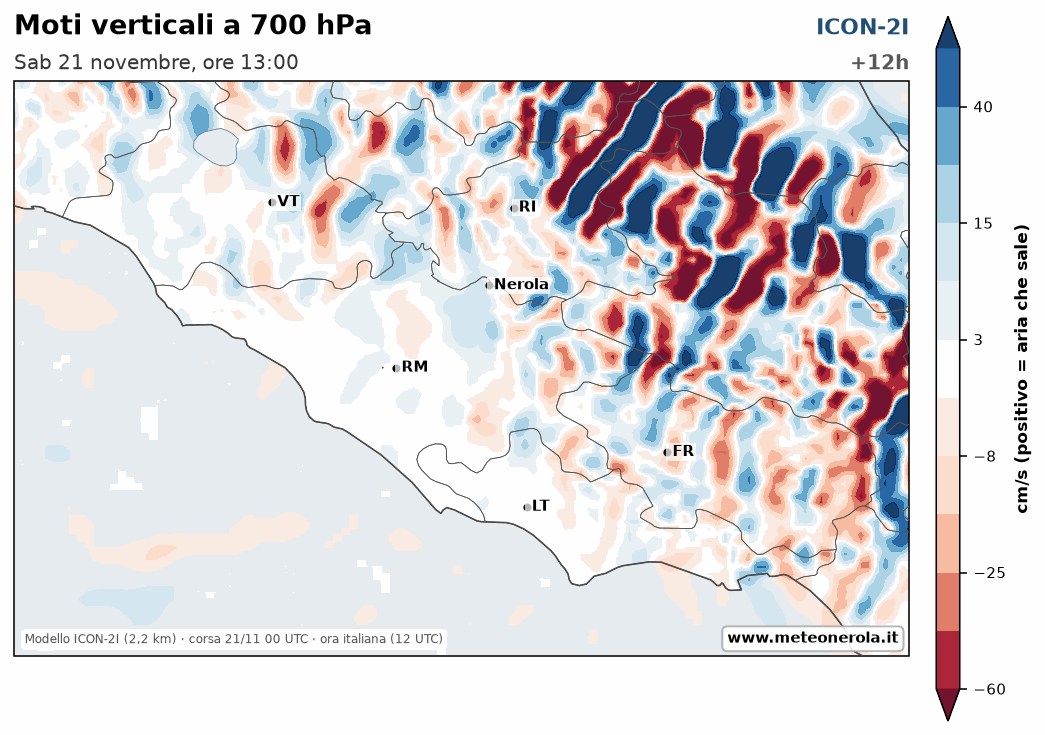 Moti verticali a 700 hPa
ICON-2I
Sab 21 novembre, ore 13:00
+12h
40
15
3
−8
−25
−60
cm/s (positivo = aria che sale)
VT
RI
Nerola
RM
FR
LT
Modello ICON-2I (2,2 km) · corsa 21/11 00 UTC · ora italiana (12 UTC)
www.meteonerola.it